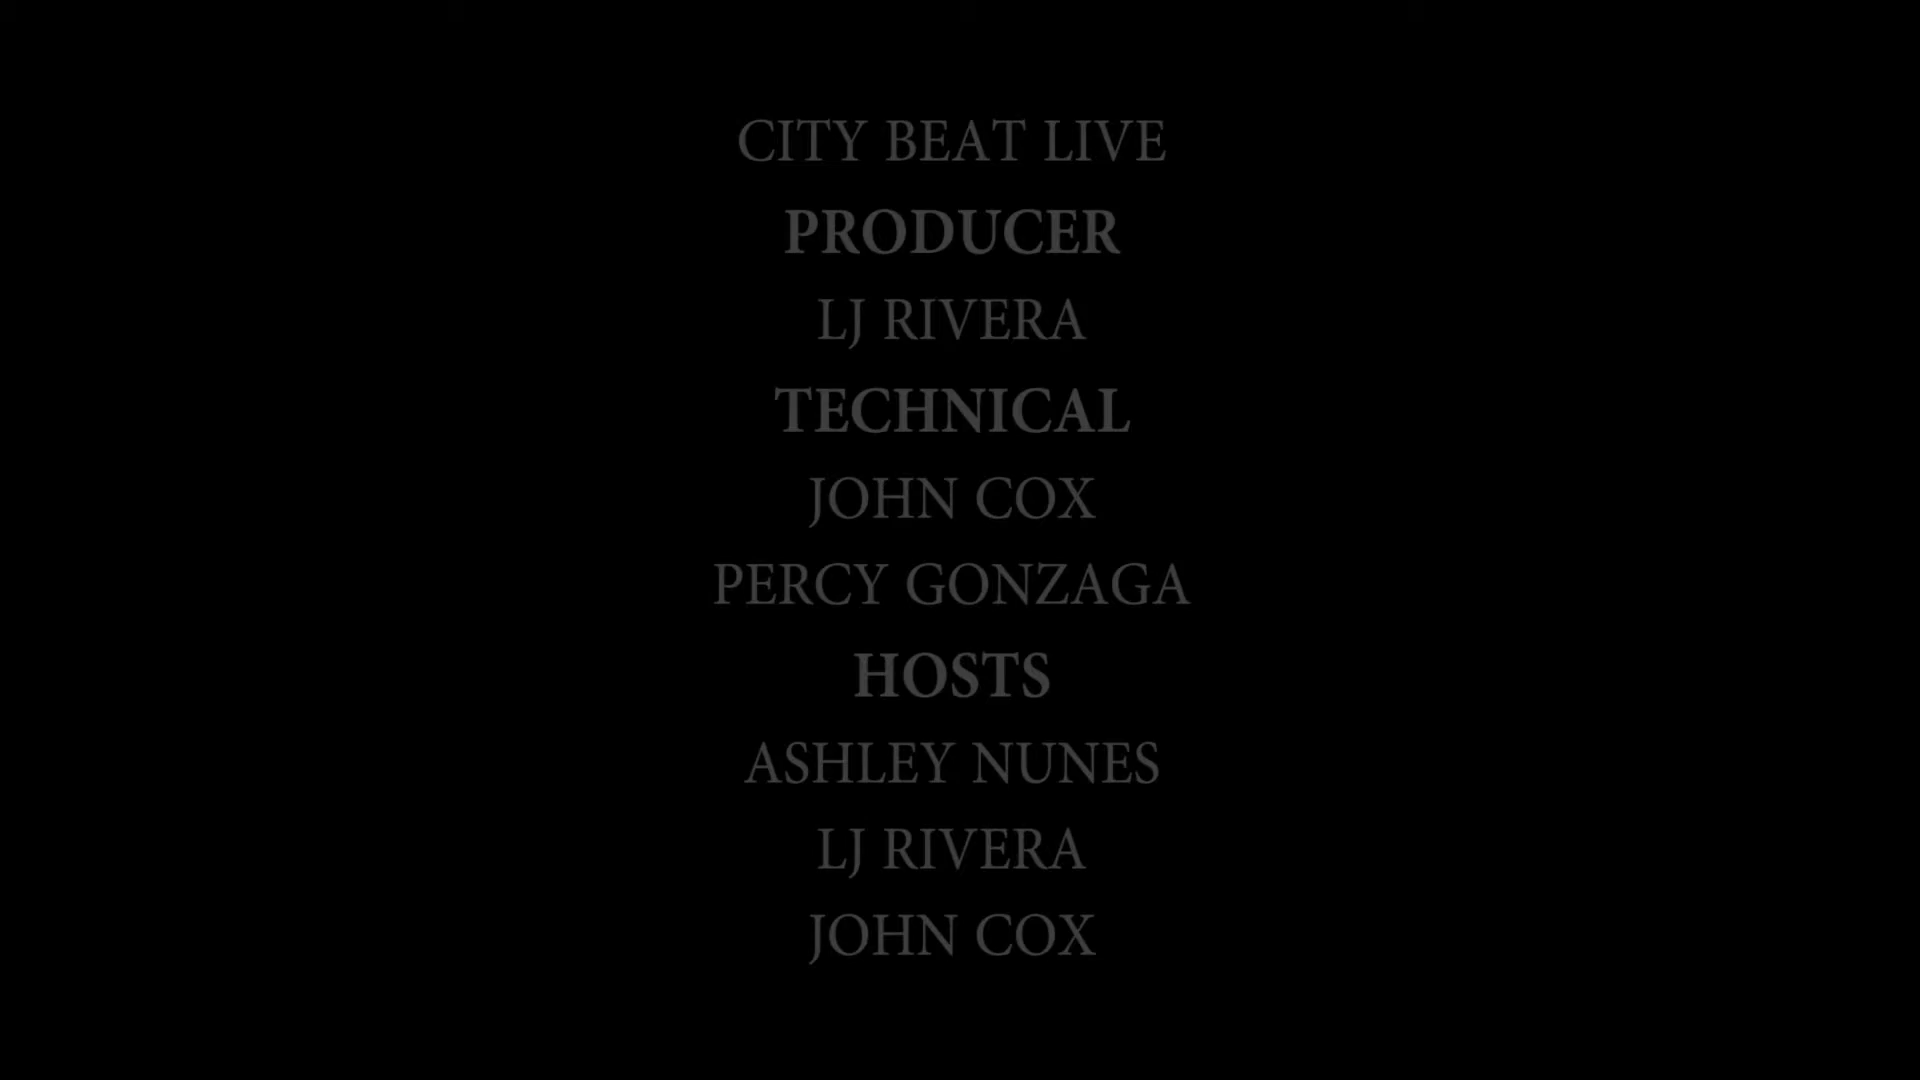 CITY BEAT LIVE
PRODUCER
LJ RIVERA
TECHNICAL
JOHN COX
PERCY GONZAGA
HOSTS
ASHLEY NUNES
LJ RIVERA
JOHN COX